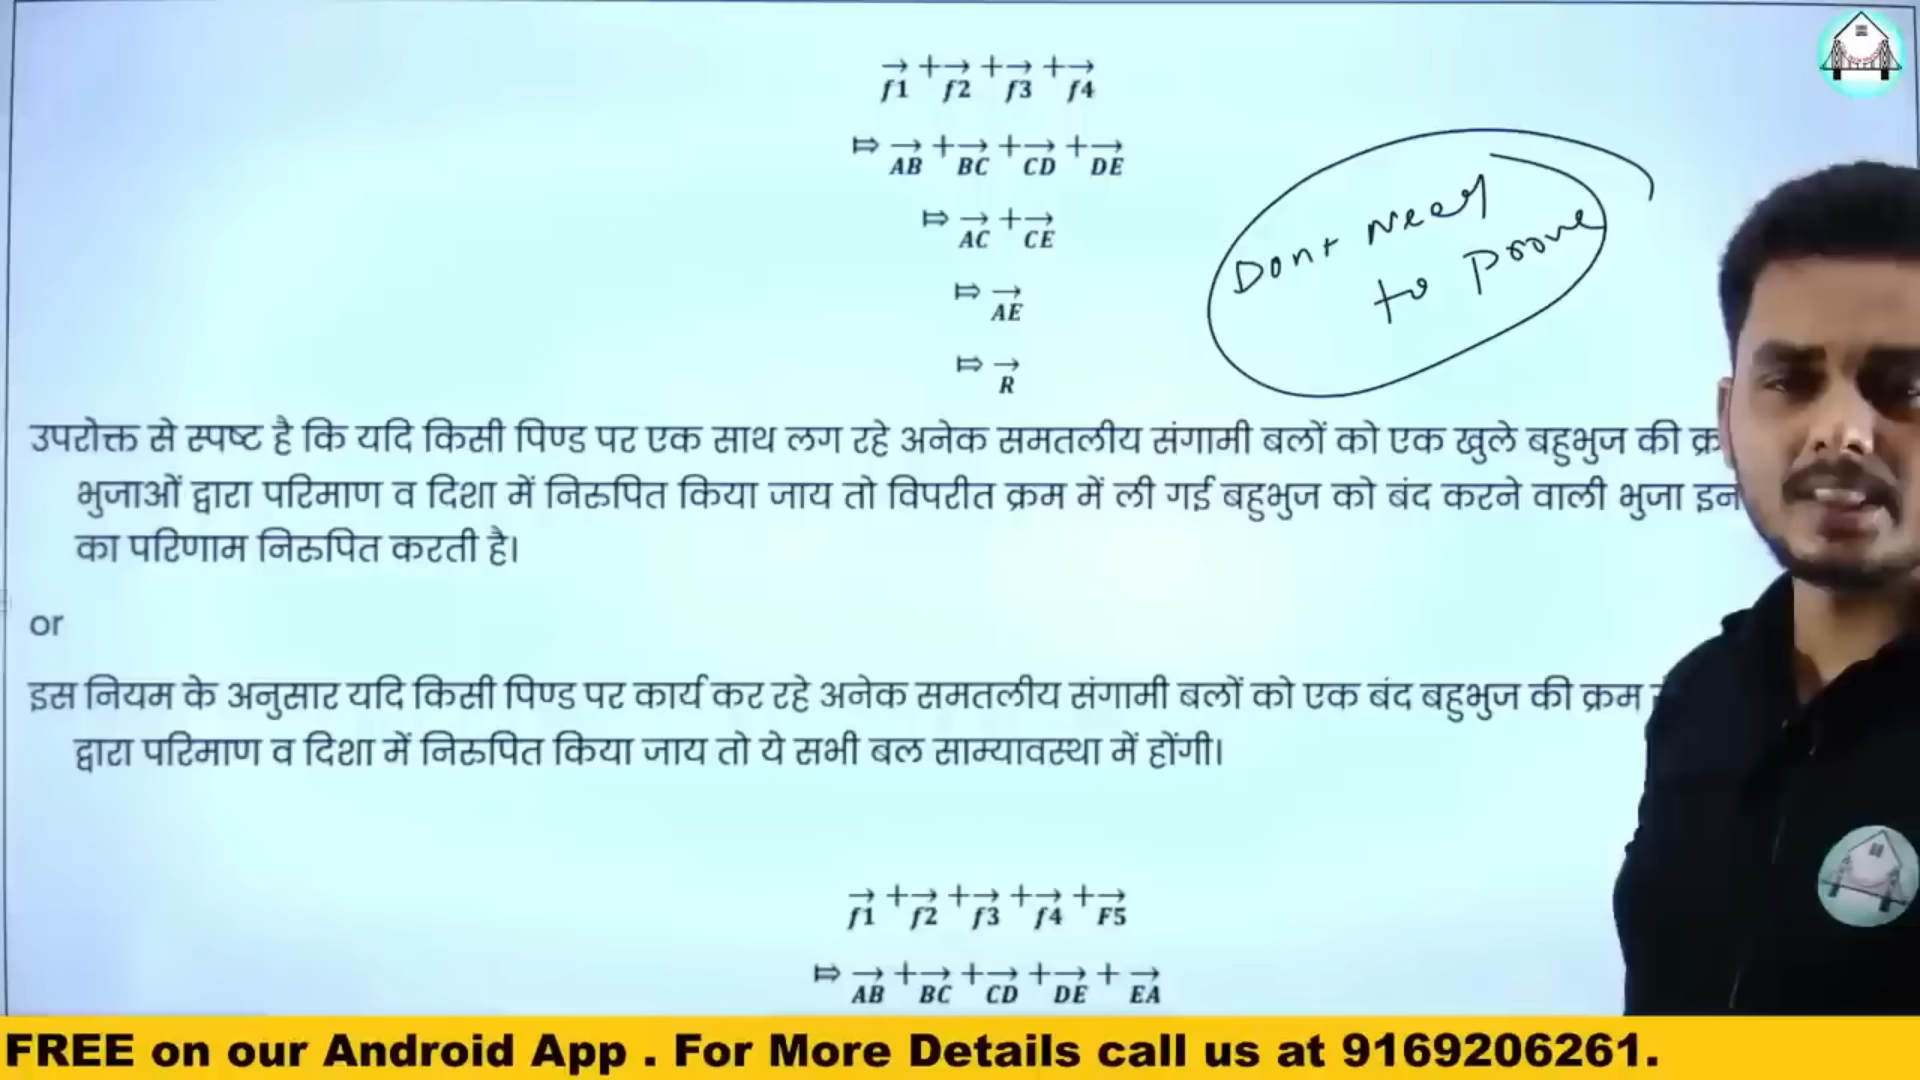 → + → + → + →
f1 f2 f3 f4
⇒ → + → + → + →
AB BC CD DE
⇒ → + →
AC CE
⇒ →
AE
⇒ →
R
Dont need
to Prove
उपरोक्त से स्पष्ट है कि यदि किसी पिण्ड पर एक साथ लग रहे अनेक समतलीय संगामी बलों को एक खुले बहुभुज की
भुजाओं द्वारा परिमाण व दिशा में निरुपित किया जाय तो विपरीत क्रम में ली गई बहुभुज को बंद करने वाली भुजा इन
का परिणाम निरुपित करती है।
or
इस नियम के अनुसार यदि किसी पिण्ड पर कार्य कर रहे अनेक समतलीय संगामी बलों को एक बंद बहुभुज की क्रम
द्वारा परिमाण व दिशा में निरुपित किया जाय तो ये सभी बल साम्यावस्था में होंगी।
→ + → + → + → + →
f1 f2 f3 f4 F5
⇒ → + → + → + → + →
AB BC CD DE EA
FREE on our Android App . For More Details call us at 9169206261.